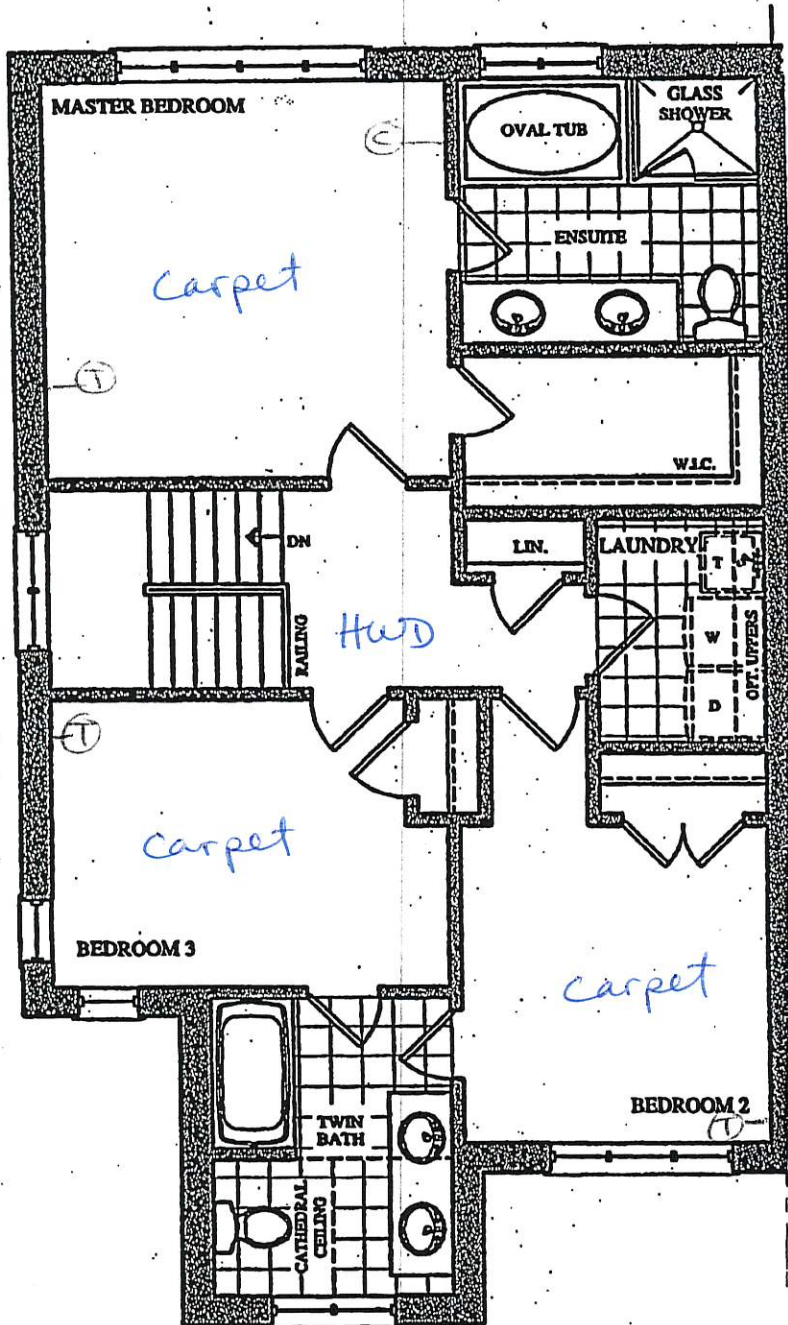 MASTER BEDROOM
C
OVAL TUB
GLASS
SHOWER
ENSUITE
Carpet
T
W.I.C.
DN
LIN.
LAUNDRY
T
W
D
OPT. UPPERS
RAILING
HWD
T
Carpet
BEDROOM 3
Carpet
BEDROOM 2
T
TWIN
BATH
CATHEDRAL
CEILING